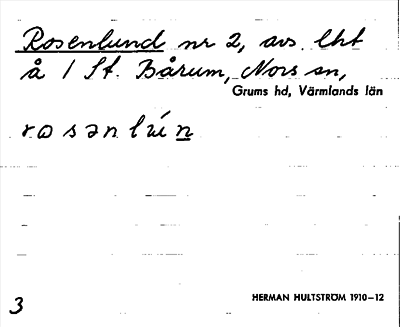 Rosenlund nr 2, avs. lht
å 1 St. Bårum, Nors sn,
Grums hd, Värmlands län
rosənlún
HERMAN HULTSTRÖM 1910–12
3